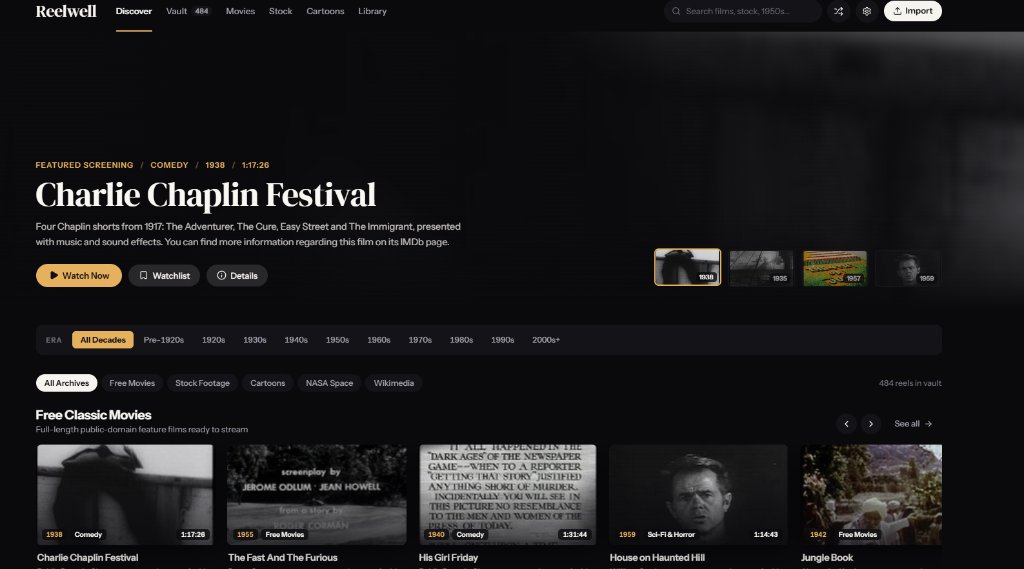 Reelwell
Discover
Vault 484
Movies
Stock
Cartoons
Library
Search films, stock, 1950s...
Import
FEATURED SCREENING / COMEDY / 1938 / 1:17:26
Charlie Chaplin Festival
Four Chaplin shorts from 1917: The Adventurer, The Cure, Easy Street and The Immigrant, presented
with music and sound effects. You can find more information regarding this film on its IMDb page.
Watch Now
Watchlist
Details
1938
1935
1957
1959
ERA
All Decades
Pre-1920s
1920s
1930s
1940s
1950s
1960s
1970s
1980s
1990s
2000s+
All Archives
Free Movies
Stock Footage
Cartoons
NASA Space
Wikimedia
484 reels in vault
Free Classic Movies
Full-length public-domain feature films ready to stream
See all
1938 Comedy 1:17:26
Charlie Chaplin Festival
screenplay by
JEROME ODLUM · JEAN HOWELL
from a story by
ROGER CORMAN
1955 Free Movies
The Fast And The Furious
IT ALL HAPPENED IN THE
"DARK AGES" OF THE NEWSPAPER
GAME--WHEN TO A REPORTER
"GETTING THAT STORY" JUSTIFIED
ANYTHING SHORT OF MURDER.
INCIDENTALLY YOU WILL SEE IN
THIS PICTURE NO RESEMBLANCE
TO THE MEN AND WOMEN OF THE
PRESS OF TODAY.
1940 Comedy 1:31:44
His Girl Friday
1959 Sci-Fi & Horror 1:14:43
House on Haunted Hill
1942 Free Movies
Jungle Book